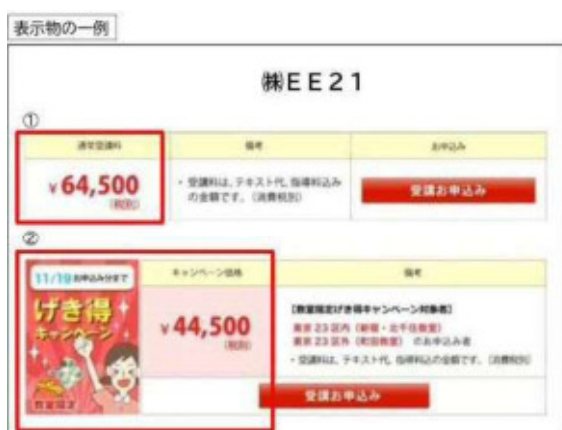 表示物の一例
㈱EE21
①
通常受講料
備考
お申込み
¥64,500
(税別)
・受講料は、テキスト代、指導料込み
の金額です。(消費税別)
受講お申込み
②
11/19お申込み分まで
げき得
キャンペーン
教室限定
キャンペーン価格
¥44,500
(税別)
備考
【教室限定げき得キャンペーン対象者】
東京23区内(新宿・北千住教室)
東京23区外(町田教室) のお申込み者
・受講料は、テキスト代、指導料込の金額です。(消費税別)
受講お申込み